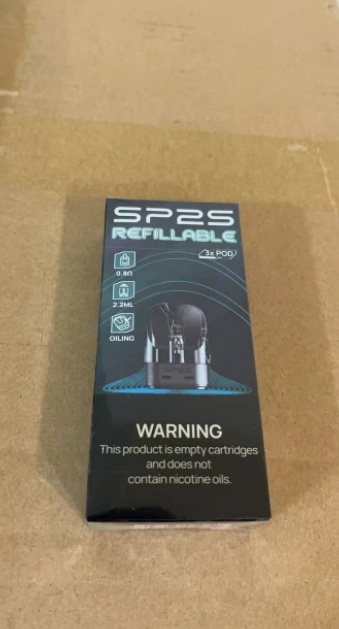 SP2S
REFILLABLE
3x POD
0.8Ω
2.2ML
OILING
SP2S
WARNING
This product is empty cartridges
and does not
contain nicotine oils.